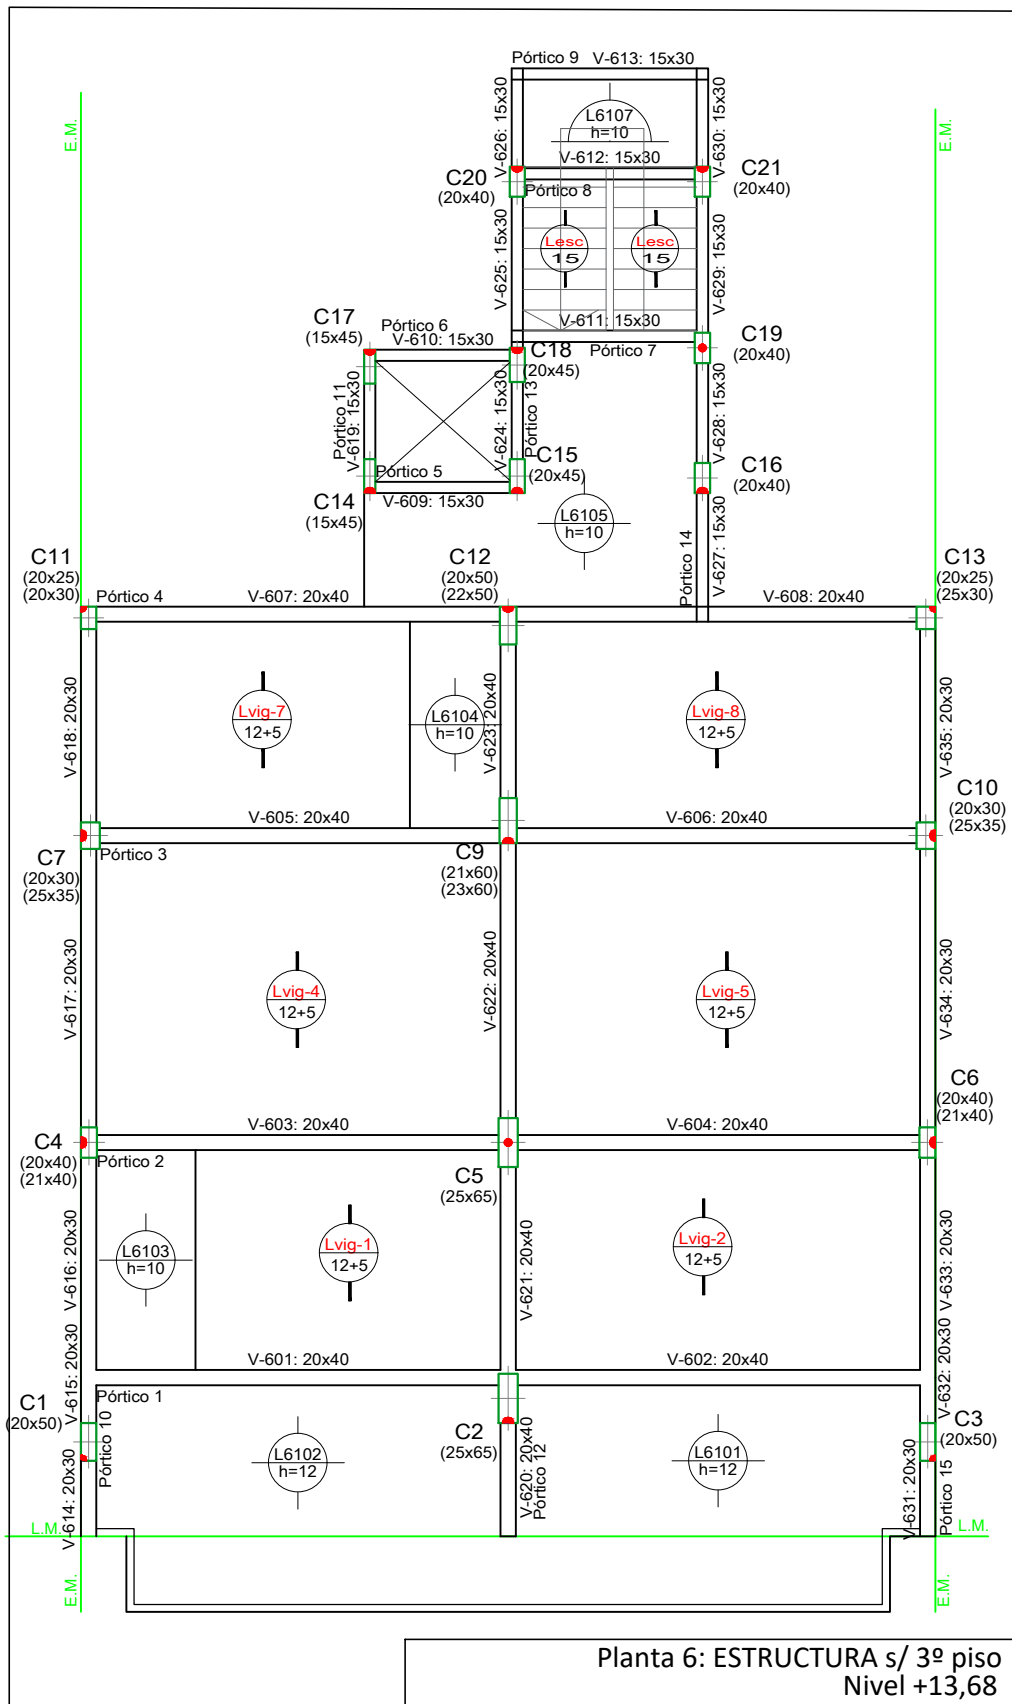 Pórtico 9 V-613: 15x30
E.M.
E.M.
V-626: 15x30
V-630: 15x30
L6107
h=10
V-612: 15x30
C20
(20x40)
C21
(20x40)
Pórtico 8
V-625: 15x30
V-629: 15x30
Lesc
15
Lesc
15
V-611: 15x30
Pórtico 7
C17
(15x45)
Pórtico 6
V-610: 15x30
C18
(20x45)
C19
(20x40)
Pórtico 11
V-619: 15x30
V-624: 15x30
Pórtico 13
V-628: 15x30
Pórtico 5
V-609: 15x30
C15
(20x45)
C16
(20x40)
C14
(15x45)
L6105
h=10
Pórtico 14
V-627: 15x30
C11
(20x25)
(20x30)
Pórtico 4
V-607: 20x40
C12
(20x50)
(22x50)
V-608: 20x40
C13
(20x25)
(25x30)
V-618: 20x30
Lvig-7
12+5
L6104
h=10
V-623: 20x40
Lvig-8
12+5
V-635: 20x30
V-605: 20x40
V-606: 20x40
C10
(20x30)
(25x35)
C7
(20x30)
(25x35)
Pórtico 3
C9
(21x60)
(23x60)
V-617: 20x30
Lvig-4
12+5
V-622: 20x40
Lvig-5
12+5
V-634: 20x30
V-603: 20x40
V-604: 20x40
C6
(20x40)
(21x40)
C4
(20x40)
(21x40)
Pórtico 2
C5
(25x65)
V-616: 20x30
L6103
h=10
Lvig-1
12+5
V-621: 20x40
Lvig-2
12+5
V-633: 20x30
V-601: 20x40
V-602: 20x40
V-615: 20x30
V-632: 20x30
C1
(20x50)
Pórtico 1
Pórtico 10
C2
(25x65)
C3
(20x50)
V-614: 20x30
L6102
h=12
V-620: 20x40
Pórtico 12
L6101
h=12
V-631: 20x30
Pórtico 15
L.M.
L.M.
E.M.
E.M.
Planta 6: ESTRUCTURA s/ 3º piso
Nivel +13,68